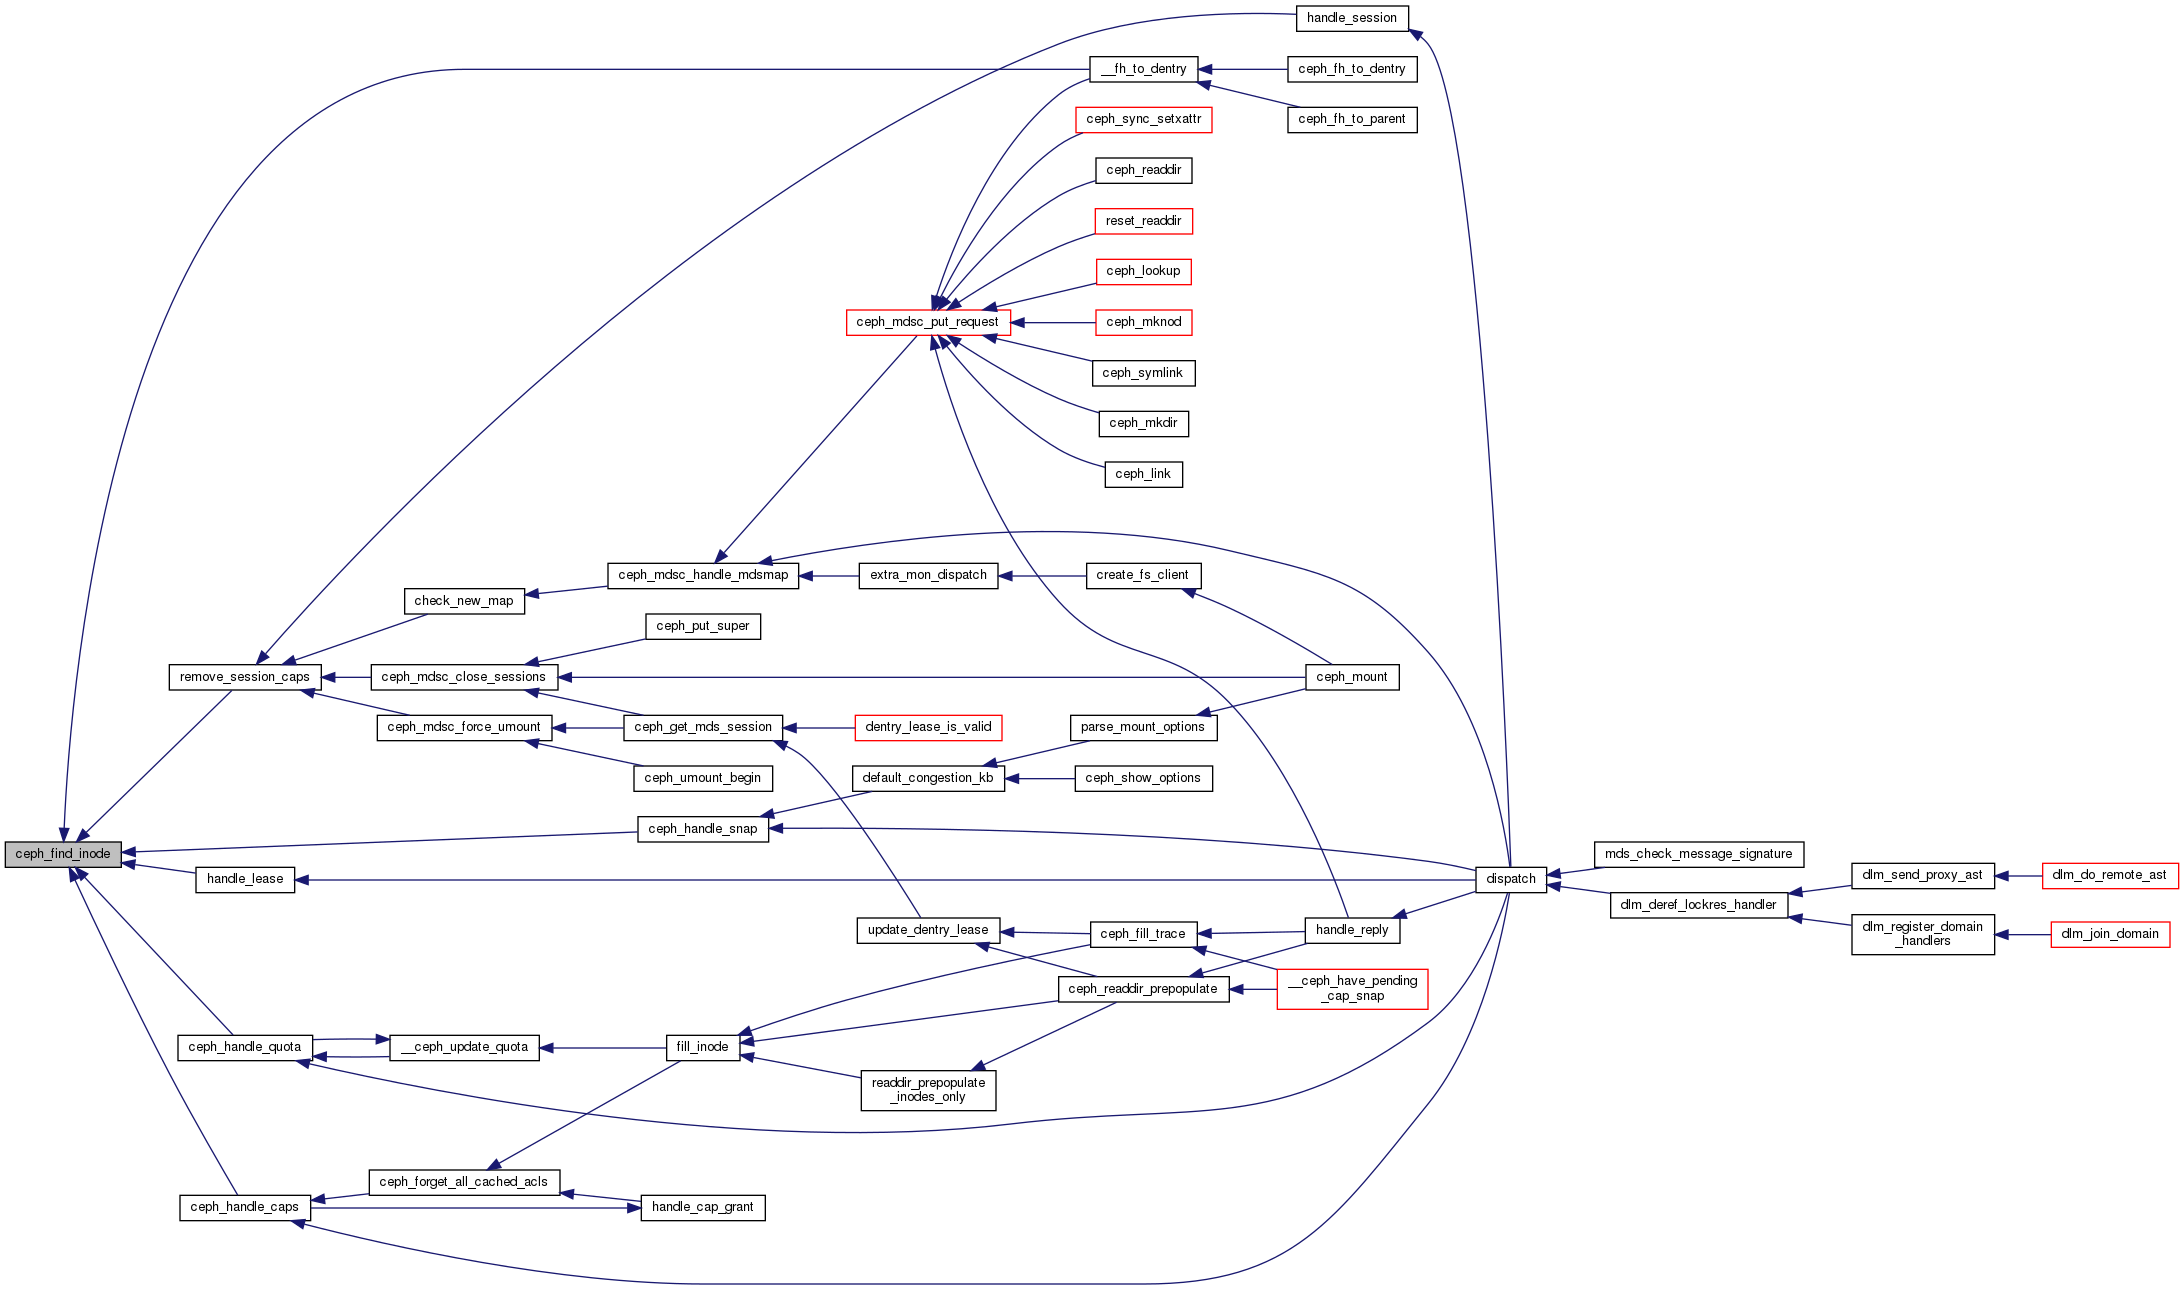 handle_session
__fh_to_dentry
ceph_fh_to_dentry
ceph_sync_setxattr
ceph_fh_to_parent
ceph_readdir
reset_readdir
ceph_lookup
ceph_mdsc_put_request
ceph_mknod
ceph_symlink
ceph_mkdir
ceph_link
ceph_mdsc_handle_mdsmap
extra_mon_dispatch
create_fs_client
check_new_map
ceph_put_super
remove_session_caps
ceph_mdsc_close_sessions
ceph_mount
ceph_mdsc_force_umount
ceph_get_mds_session
dentry_lease_is_valid
parse_mount_options
ceph_umount_begin
default_congestion_kb
ceph_show_options
ceph_handle_snap
ceph_find_inode
mds_check_message_signature
handle_lease
dispatch
dlm_send_proxy_ast
dlm_do_remote_ast
dlm_deref_lockres_handler
update_dentry_lease
ceph_fill_trace
handle_reply
dlm_register_domain
_handlers
dlm_join_domain
ceph_readdir_prepopulate
__ceph_have_pending
_cap_snap
ceph_handle_quota
__ceph_update_quota
fill_inode
readdir_prepopulate
_inodes_only
ceph_forget_all_cached_acls
ceph_handle_caps
handle_cap_grant